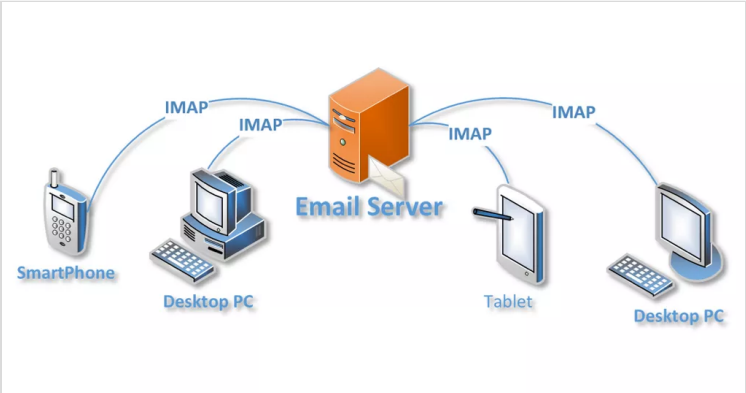 IMAP
IMAP
IMAP
IMAP
Email Server
SmartPhone
Desktop PC
Tablet
Desktop PC